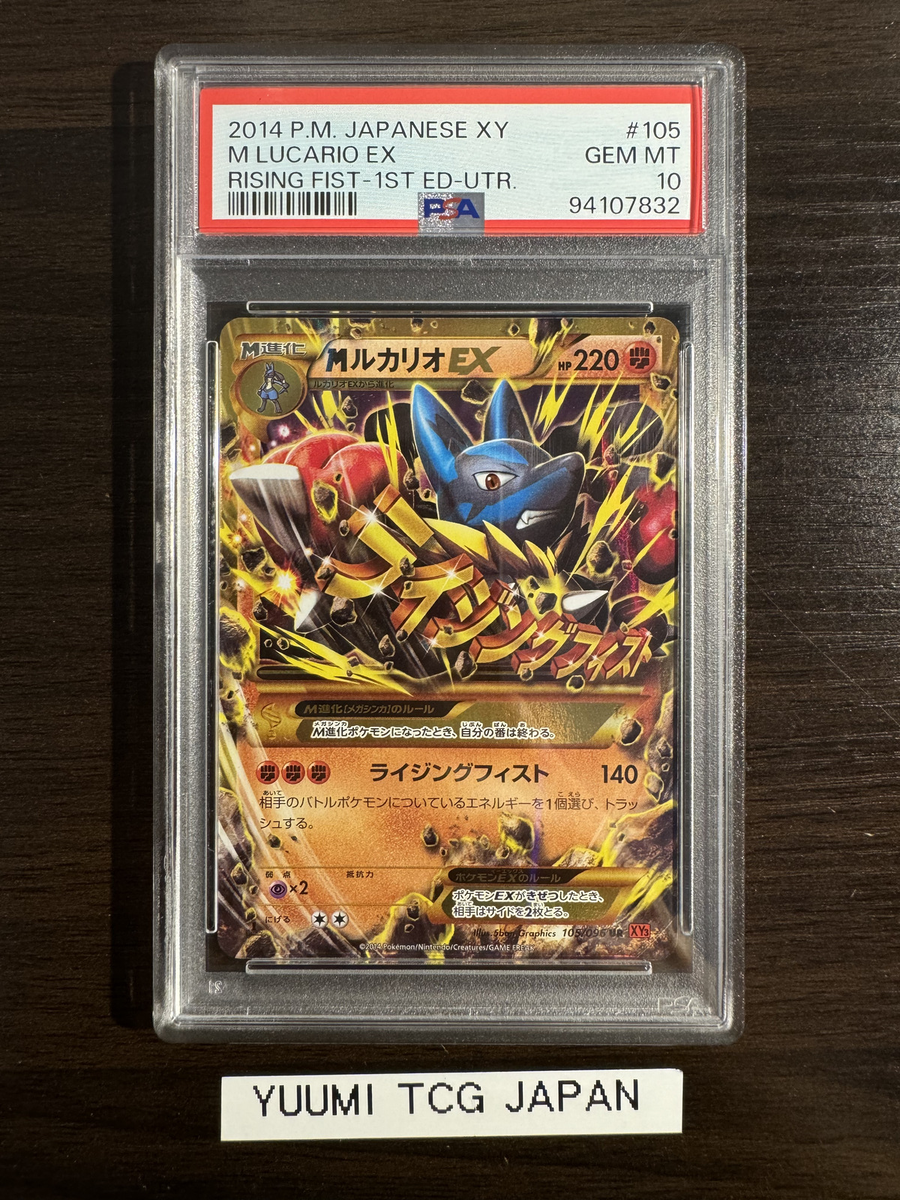 2014 P.M. JAPANESE XY #105
M LUCARIO EX GEM MT
RISING FIST-1ST ED-UTR. 10
PSA 94107832
M進化
MルカリオEX HP220
ルカリオEXから進化
ライジングフィスト
M進化[メガシンカ]のルール
M進化ポケモンになったとき、自分の番は終わる。
ライジングフィスト 140
相手のバトルポケモンについているエネルギーを1個選び、トラッ
シュする。
弱点 抵抗力
×2
ポケモンEXのルール
ポケモンEXがきぜつしたとき、
相手はサイドを2枚とる。
にげる
Illus. 5ban Graphics 105/096 UR XY3
©2014 Pokémon/Nintendo/Creatures/GAME FREAK
PSA
YUUMI TCG JAPAN